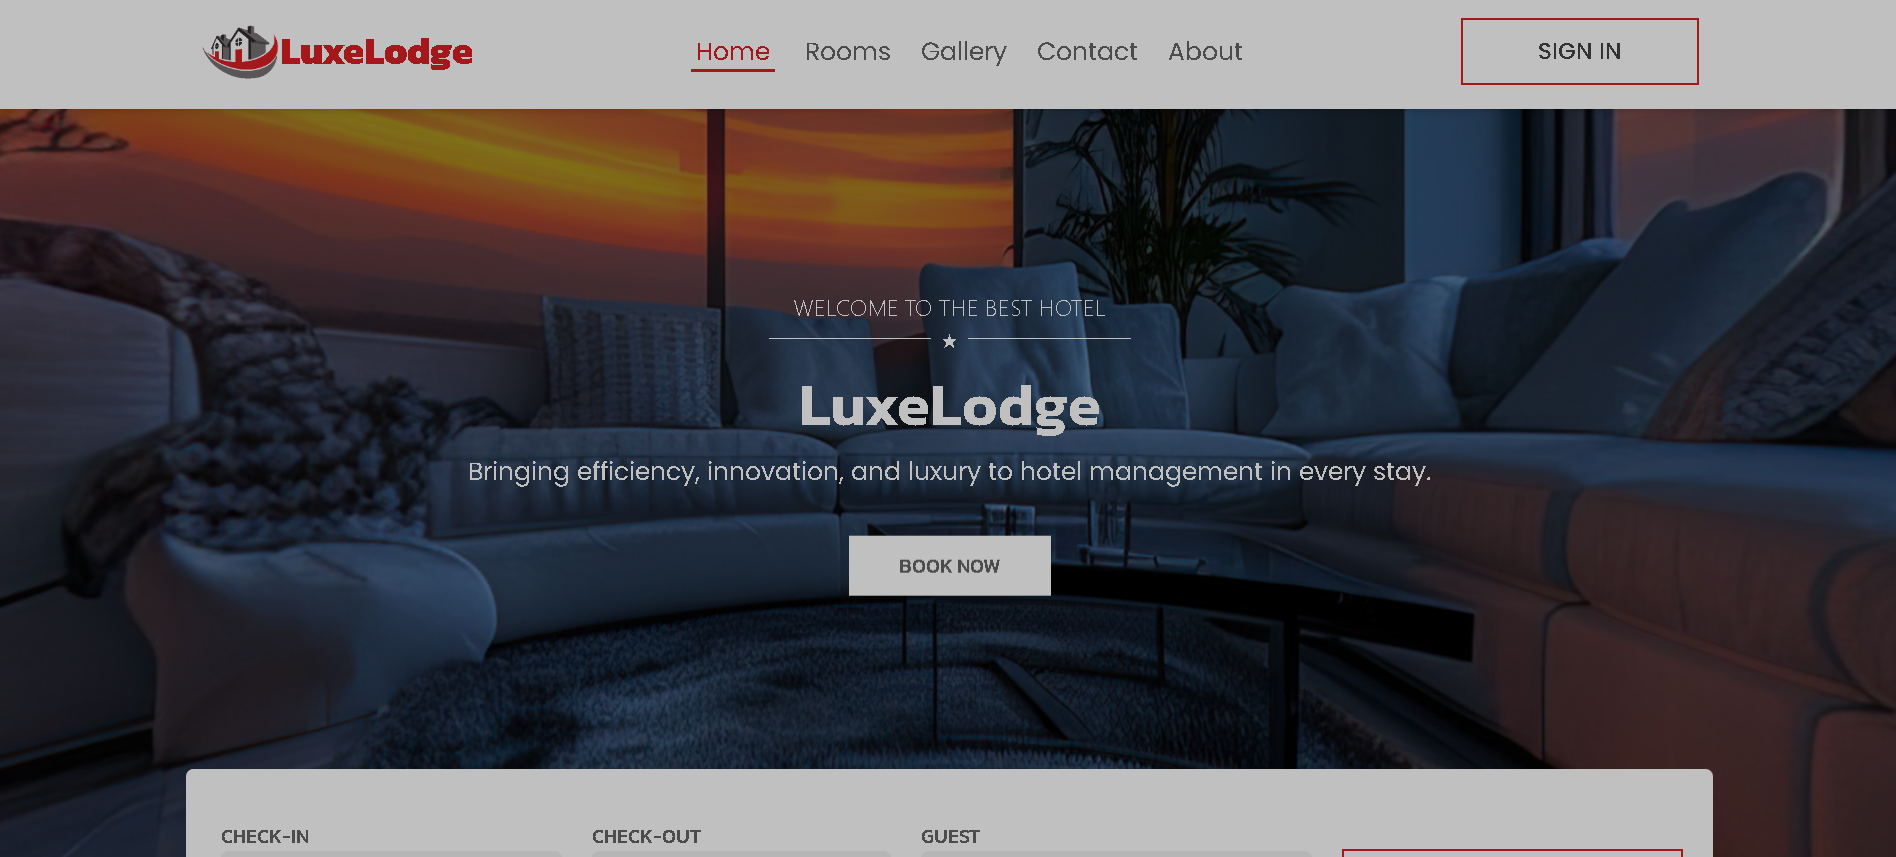 LuxeLodge
Home Rooms Gallery Contact About
SIGN IN
WELCOME TO THE BEST HOTEL
LuxeLodge
Bringing efficiency, innovation, and luxury to hotel management in every stay.
BOOK NOW
CHECK-IN CHECK-OUT GUEST